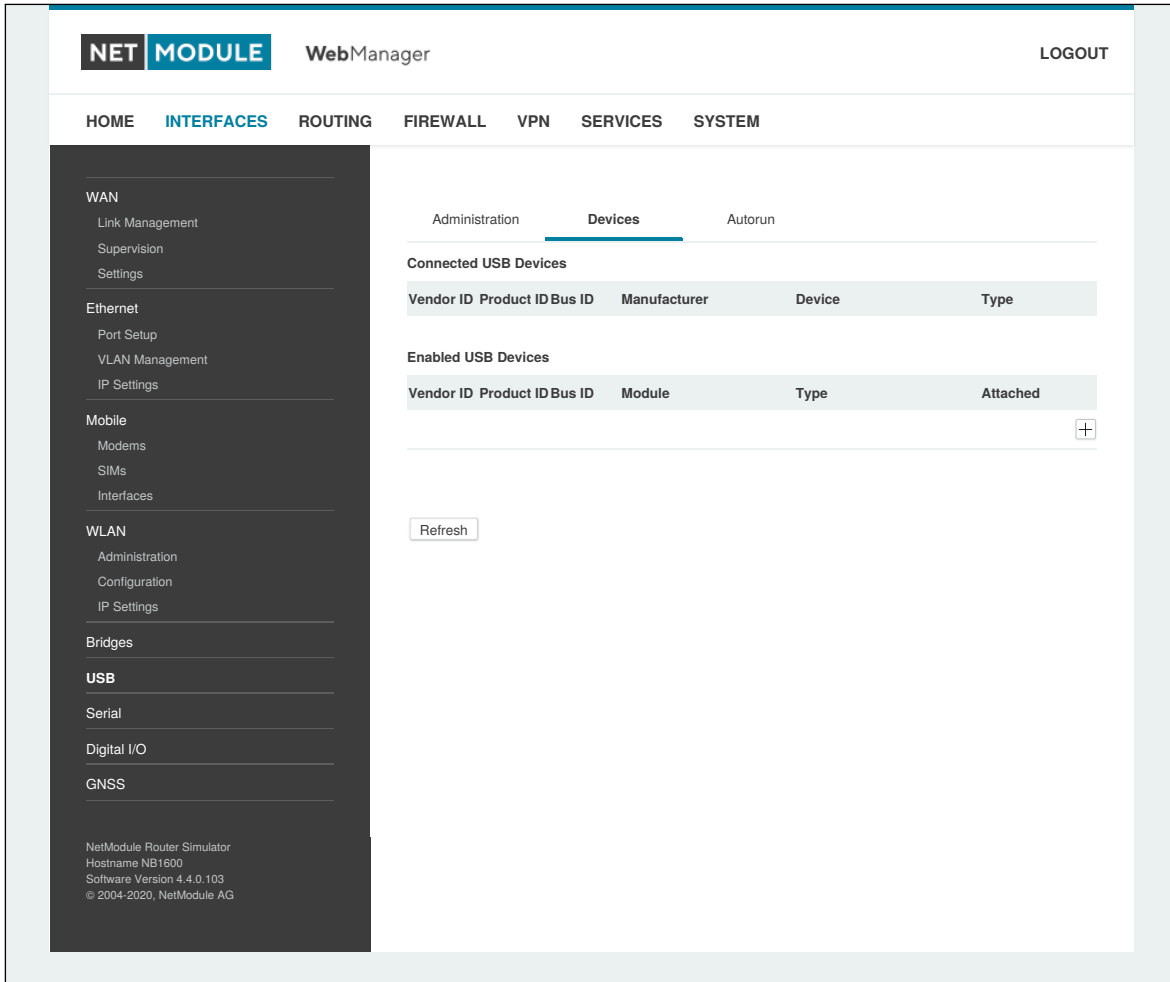 NET MODULE WebManager LOGOUT
HOME INTERFACES ROUTING FIREWALL VPN SERVICES SYSTEM
WAN
Link Management
Supervision
Settings
Ethernet
Port Setup
VLAN Management
IP Settings
Mobile
Modems
SIMs
Interfaces
WLAN
Administration
Configuration
IP Settings
Bridges
USB
Serial
Digital I/O
GNSS
NetModule Router Simulator
Hostname NB1600
Software Version 4.4.0.103
© 2004-2020, NetModule AG
Administration Devices Autorun
Connected USB Devices
Vendor ID Product ID Bus ID Manufacturer Device Type
Enabled USB Devices
Vendor ID Product ID Bus ID Module Type Attached
Refresh